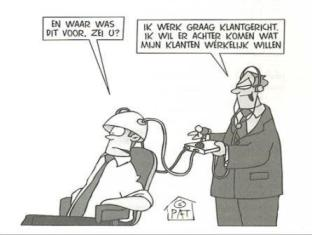 EN WAAR WAS
DIT VOOR, ZEI U?
IK WERK GRAAG KLANTGERICHT.
IK WIL ER ACHTER KOMEN WAT
MIJN KLANTEN WÉRKELIJK WILLEN
©
PAT